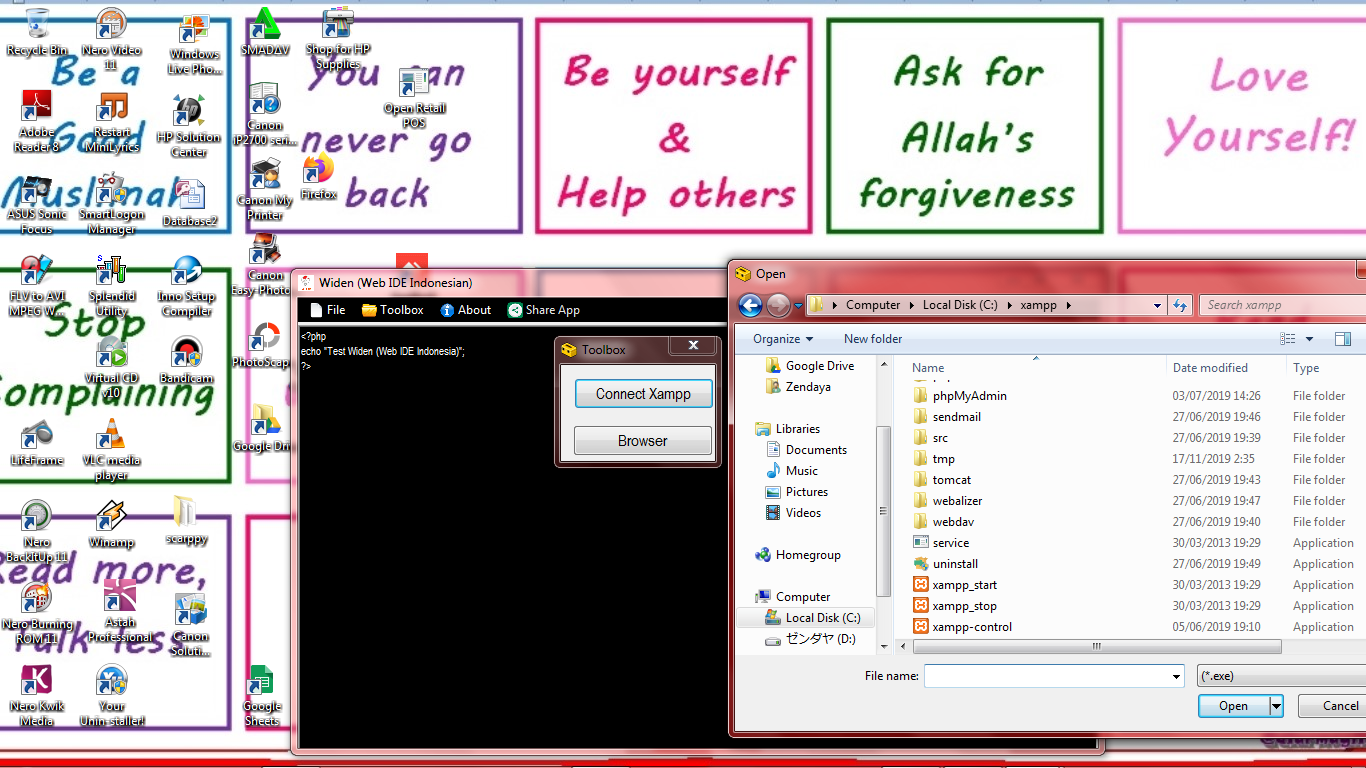 Recycle Bin
Nero Video
11
Windows
Live Pho...
SMADΔV
Shop for HP
Supplies
Be a
Good
Muslimah
You can
never go
back
Be yourself
&
Help others
Ask for
Allah's
forgiveness
Love
Yourself!
Adobe
Reader 8
Restart
MiniLyrics
HP Solution
Center
Canon
iP2700 seri...
Open Retail
POS
ASUS Sonic
Focus
SmartLogon
Manager
Database2
Canon My
Printer
Firefox
FLV to AVI
MPEG W...
Splendid
Utility
Inno Setup
Compiler
Canon
Easy-Photo
Stop
Complaining
Virtual CD
v10
Bandicam
PhotoScap
LifeFrame
VLC media
player
Google Dri
Nero
BackItUp 11
Winamp
scarppy
Read more,
Talk less
Nero Burning
ROM 11
Astah
Professional
Canon
Soluti...
Nero Kwik
Media
Your
Unin-staller!
Google
Sheets
Widen (Web IDE Indonesian)
File
Toolbox
About
Share App
<?php
echo "Test Widen (Web IDE Indonesia)";
?>
Toolbox
X
Connect Xampp
Browser
Open
Computer
Local Disk (C:)
xampp
Search xampp
Organize
New folder
Google Drive
Zendaya
Libraries
Documents
Music
Pictures
Videos
Homegroup
Computer
Local Disk (C:)
ゼンダヤ (D:)
Name Date modified Type
phpMyAdmin 03/07/2019 14:26 File folder
sendmail 27/06/2019 19:46 File folder
src 27/06/2019 19:39 File folder
tmp 17/11/2019 2:35 File folder
tomcat 27/06/2019 19:43 File folder
webalizer 27/06/2019 19:47 File folder
webdav 27/06/2019 19:40 File folder
service 30/03/2013 19:29 Application
uninstall 27/06/2019 19:49 Application
xampp_start 30/03/2013 19:29 Application
xampp_stop 30/03/2013 19:29 Application
xampp-control 05/06/2019 19:10 Application
File name:
(*.exe)
Open
Cancel